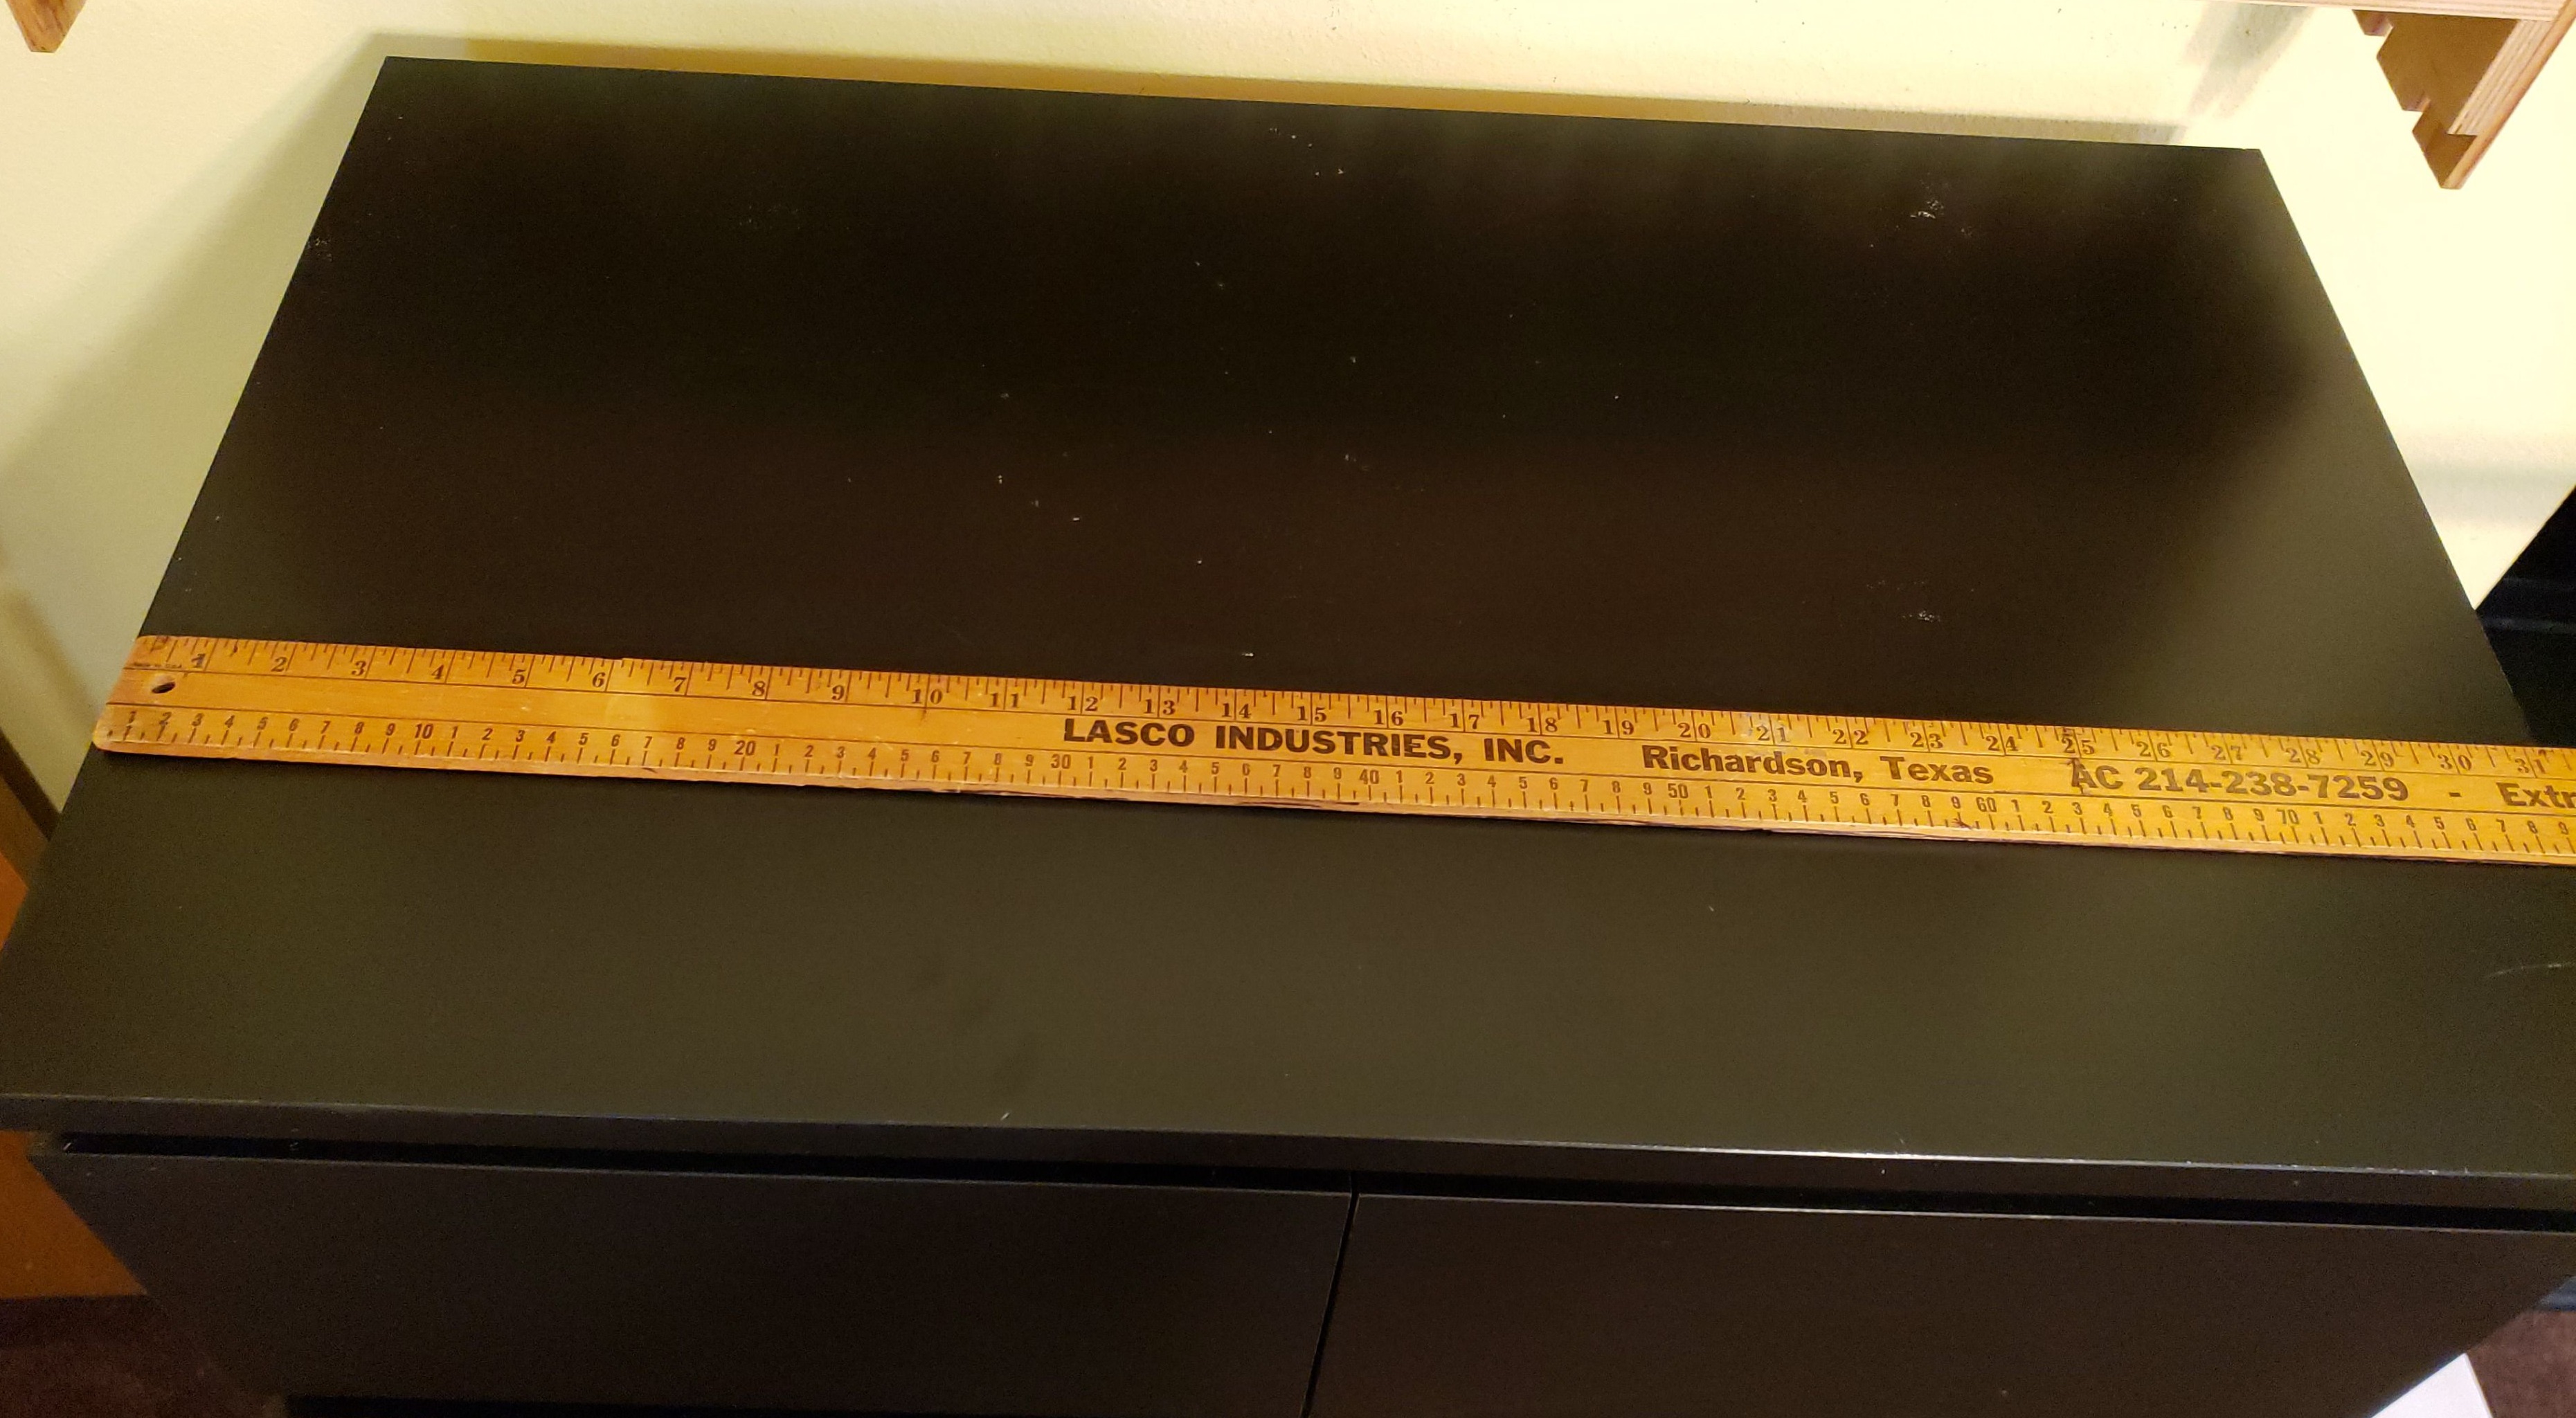 1 2 3 4 5 6 7 8 9 10 11 12 13 14 15 16 17 18 19 20 21 22 23 24 25 26 27 28 29 30 31
LASCO INDUSTRIES, INC. Richardson, Texas AC 214-238-7259 - Extr
1 2 3 4 5 6 7 8 9 10 1 2 3 4 5 6 7 8 9 20 1 2 3 4 5 6 7 8 9 30 1 2 3 4 5 6 7 8 9 40 1 2 3 4 5 6 7 8 9 50 1 2 3 4 5 6 7 8 9 60 1 2 3 4 5 6 7 8 9 70 1 2 3 4 5 6 7 8 9